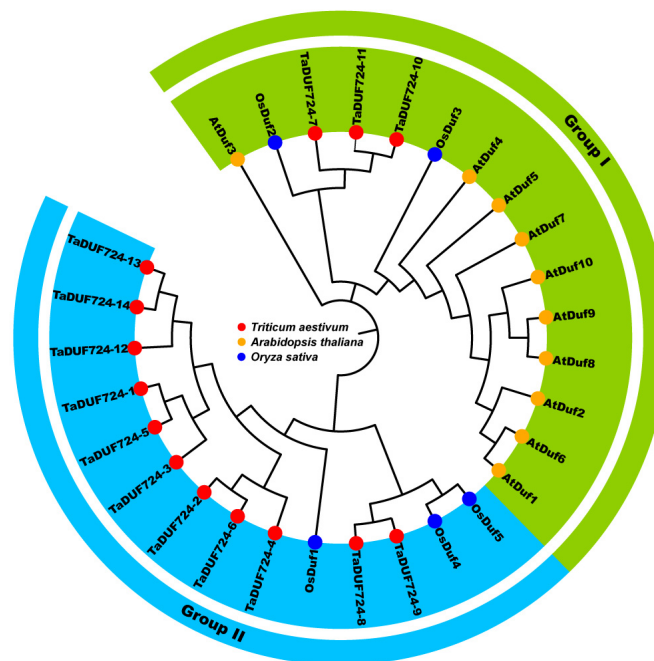 AtDuf3
OsDuf2
TaDUF724-7
TaDUF724-11
TaDUF724-10
OsDuf3
AtDuf4
AtDuf5
AtDuf7
AtDuf10
AtDuf9
AtDuf8
AtDuf2
AtDuf6
AtDuf1
OsDuf5
OsDuf4
TaDUF724-9
TaDUF724-8
OsDuf1
TaDUF724-4
TaDUF724-6
TaDUF724-2
TaDUF724-3
TaDUF724-5
TaDUF724-1
TaDUF724-12
TaDUF724-14
TaDUF724-13
Group I
Group II
Triticum aestivum
Arabidopsis thaliana
Oryza sativa